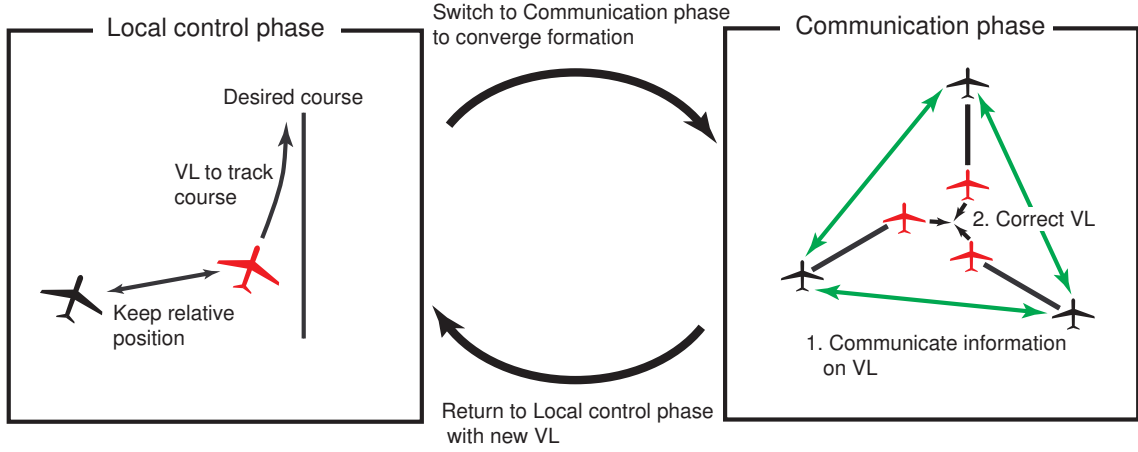 Local control phase
Desired course
VL to track
course
Keep relative
position
Switch to Communication phase
to converge formation
Return to Local control phase
with new VL
Communication phase
2. Correct VL
1. Communicate information
on VL